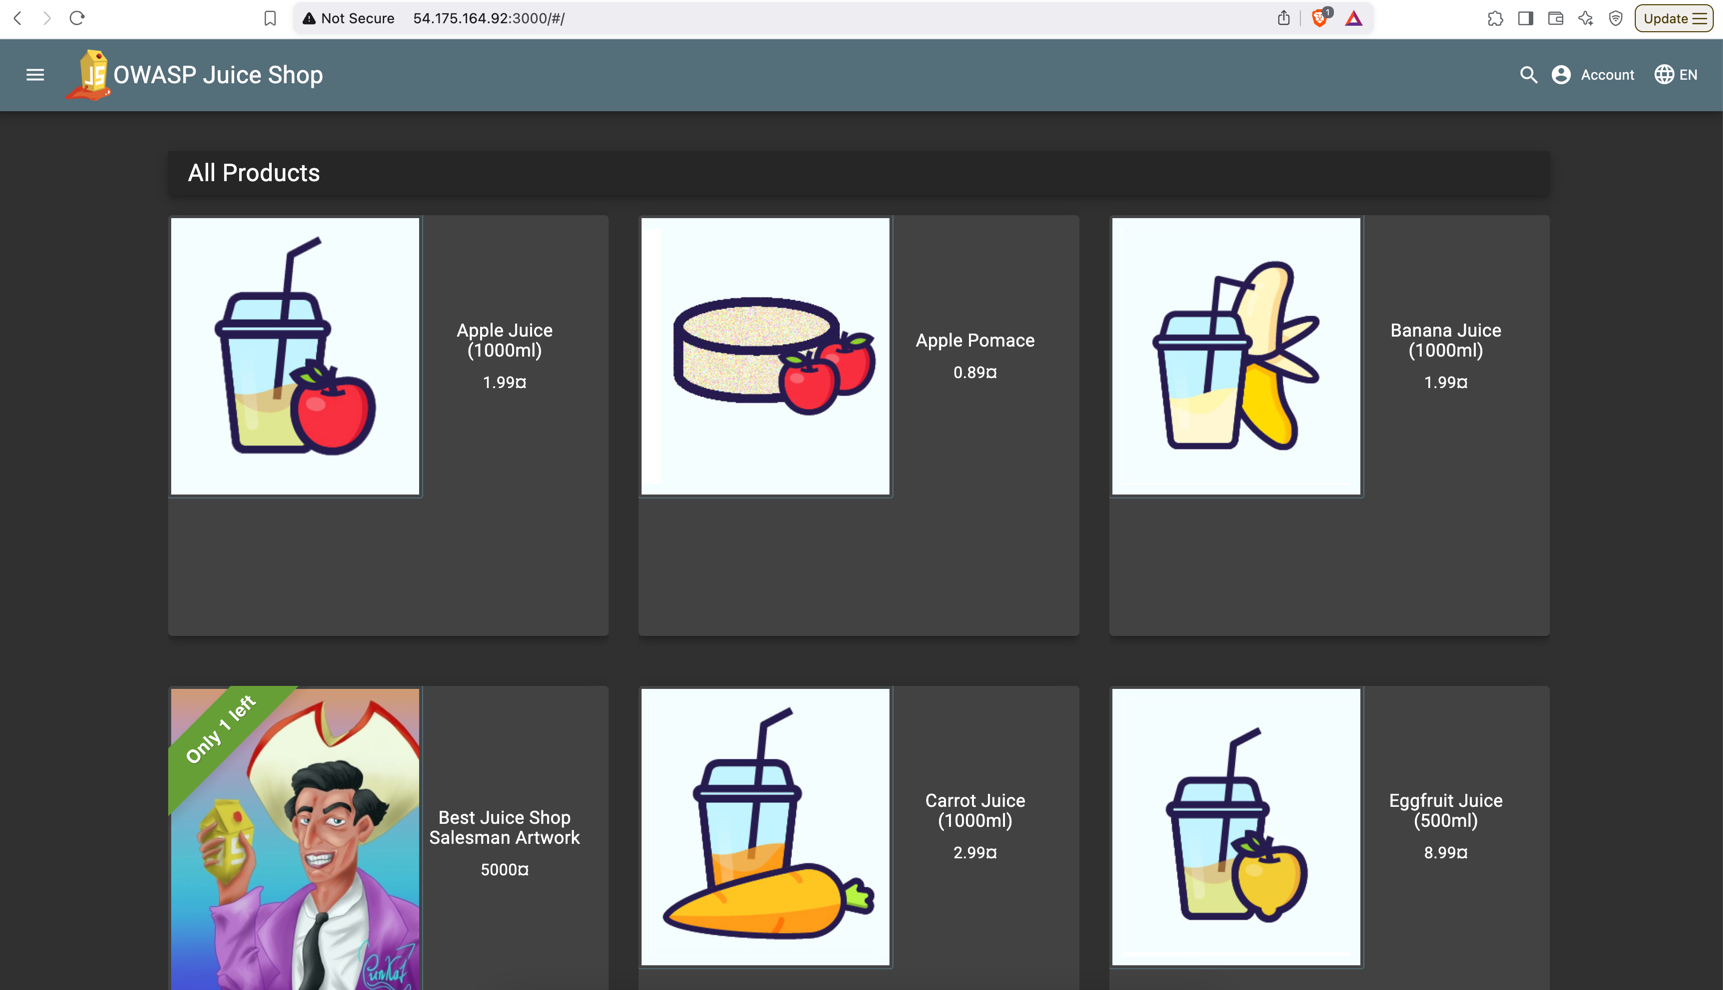 Not Secure 54.175.164.92:3000/#/
1
Update
JS
OWASP Juice Shop
Account
EN
All Products
Apple Juice
(1000ml)
1.99¤
Apple Pomace
0.89¤
Banana Juice
(1000ml)
1.99¤
Only 1 left
Best Juice Shop
Salesman Artwork
5000¤
Carrot Juice
(1000ml)
2.99¤
Eggfruit Juice
(500ml)
8.99¤